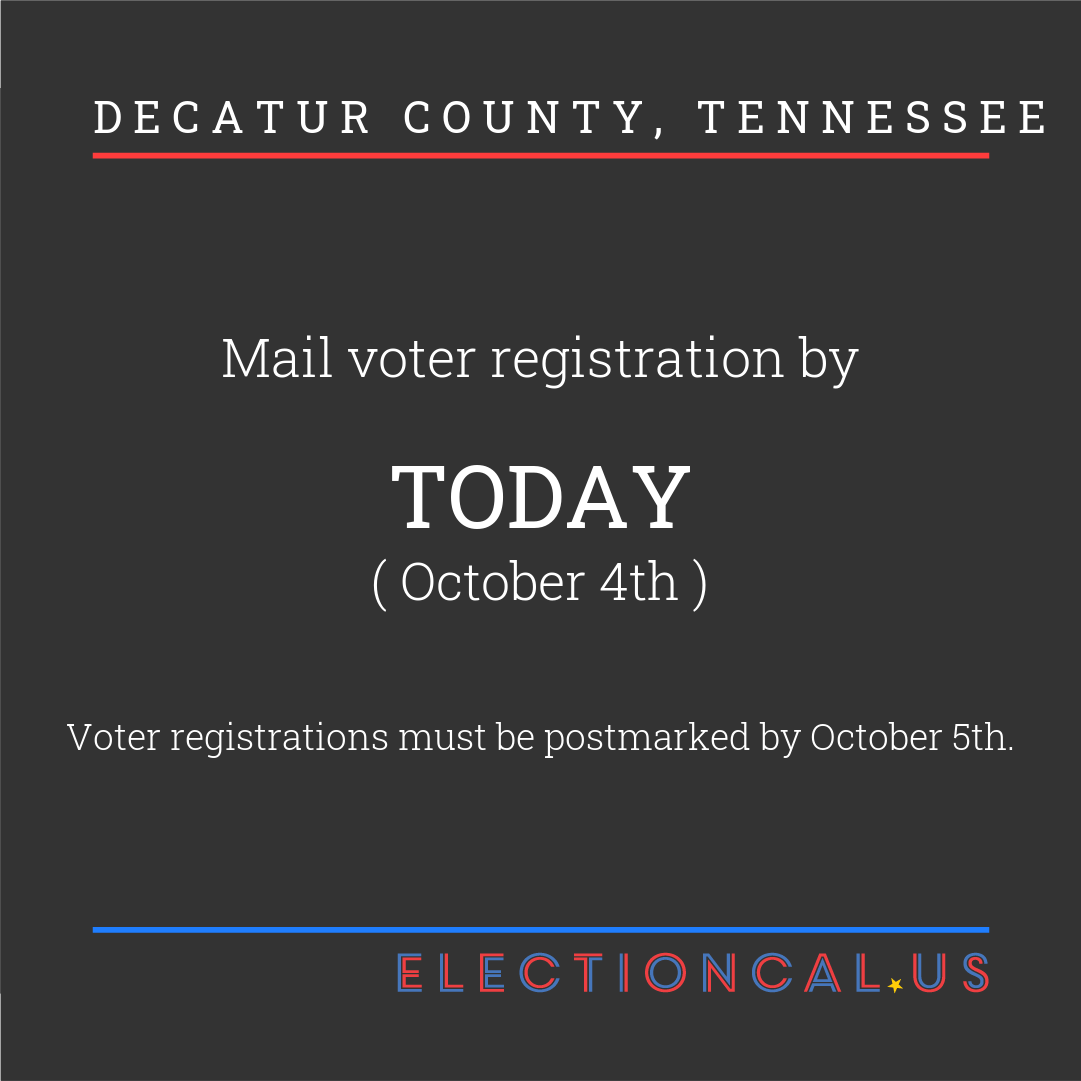 DECATUR COUNTY, TENNESSEE
Mail voter registration by
TODAY
( October 4th )
Voter registrations must be postmarked by October 5th.
ELECTIONCAL.US